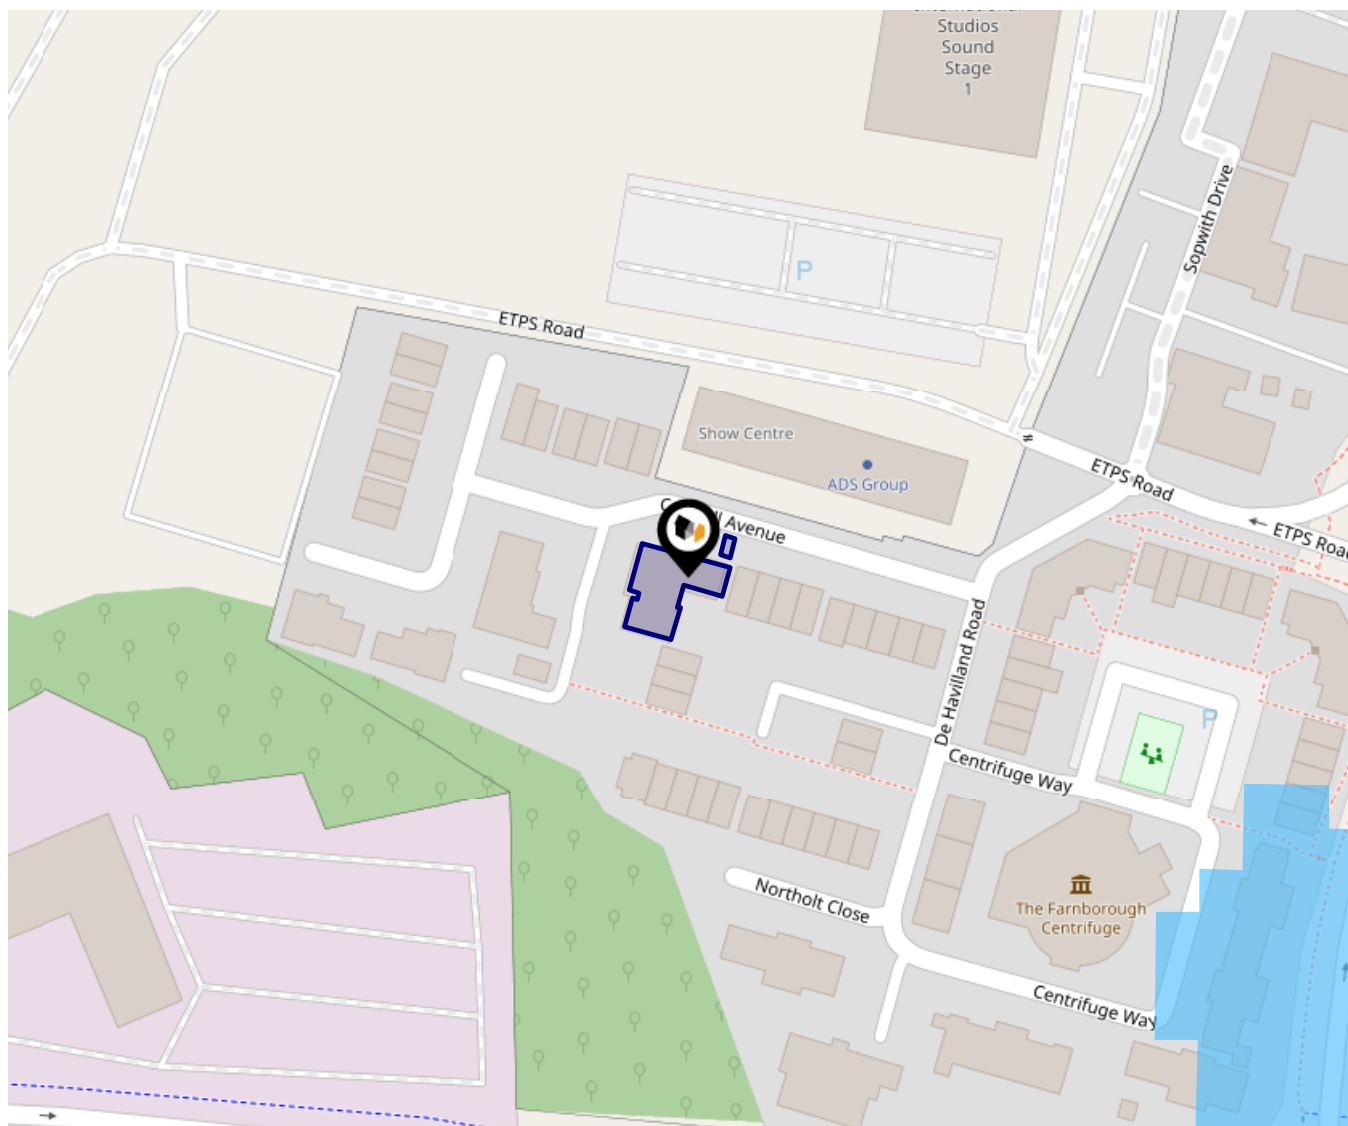 Studios
Sound
Stage
1
Sopwith Drive
P
ETPS Road
Show Centre
ADS Group
ETPS Road
Avenue
ETPS Road
De Havilland Road
P
Centrifuge Way
Northolt Close
The Farnborough
Centrifuge
Centrifuge Way